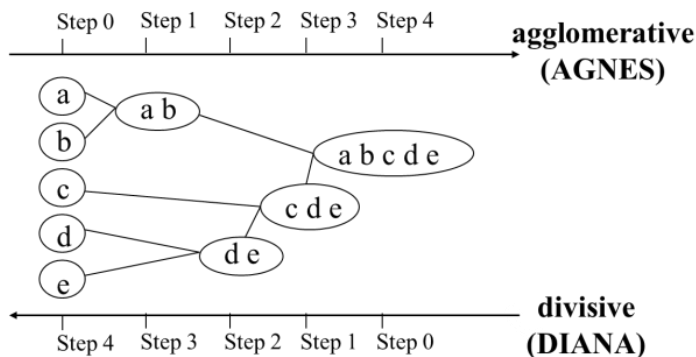 Step 0 Step 1 Step 2 Step 3 Step 4
agglomerative
(AGNES)
a
a b
b
a b c d e
c
c d e
d
d e
e
divisive
(DIANA)
Step 4 Step 3 Step 2 Step 1 Step 0